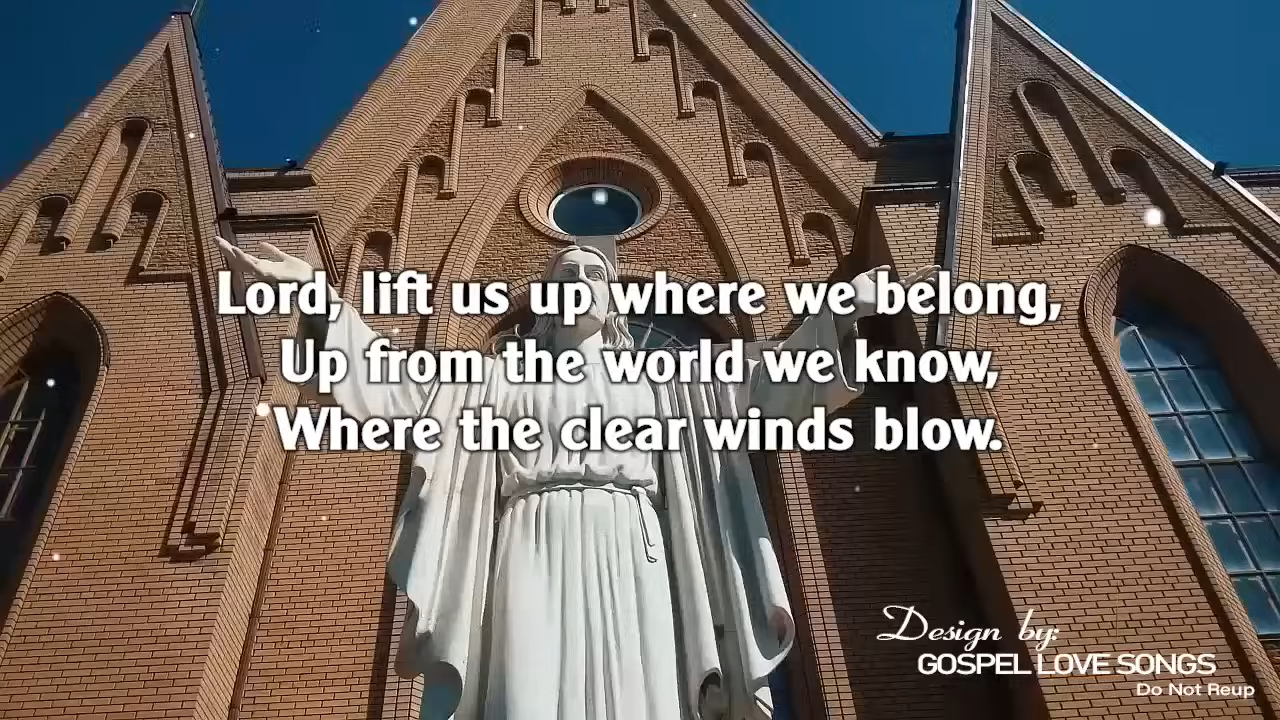 Lord, lift us up where we belong,
Up from the world we know,
Where the clear winds blow.
Design by:
GOSPEL LOVE SONGS
Do Not Reup